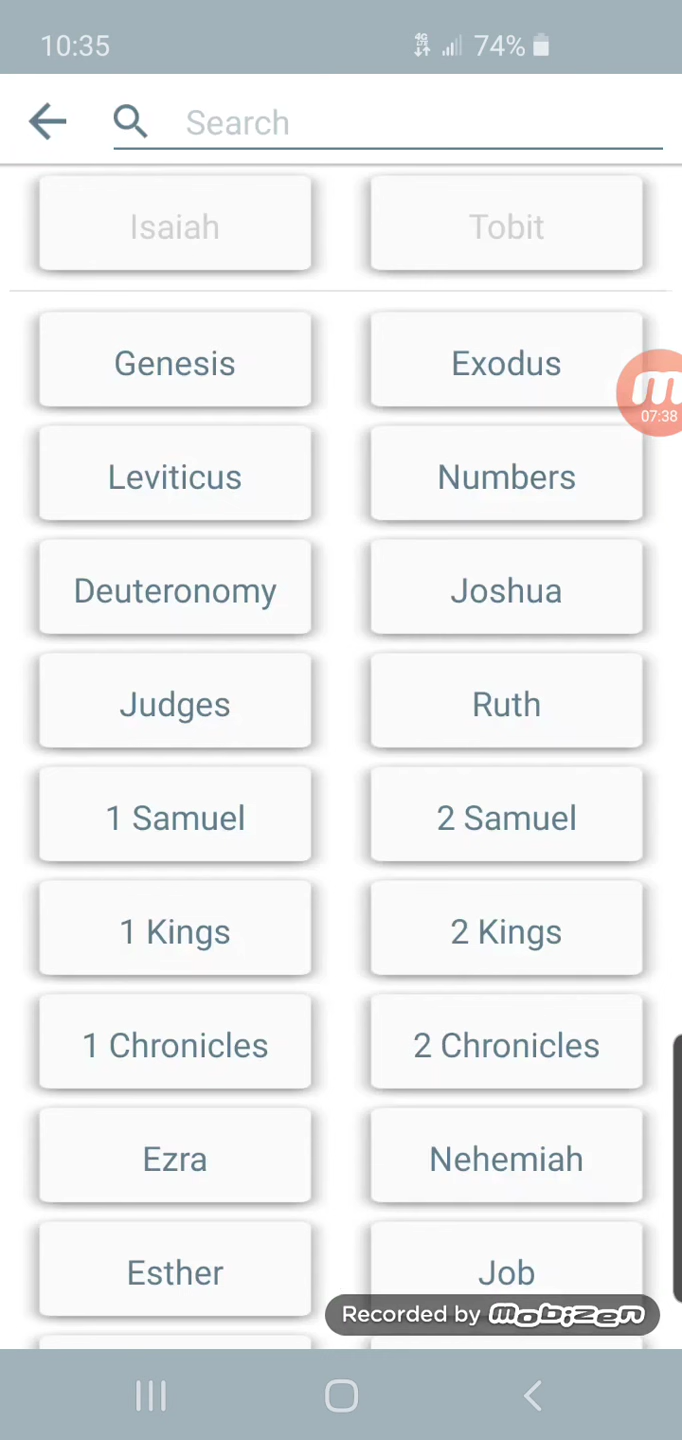 10:35 4G 74%
Search
Isaiah Tobit
Genesis Exodus
m
07:38
Leviticus Numbers
Deuteronomy Joshua
Judges Ruth
1 Samuel 2 Samuel
1 Kings 2 Kings
1 Chronicles 2 Chronicles
Ezra Nehemiah
Esther Job
Recorded by mobizen